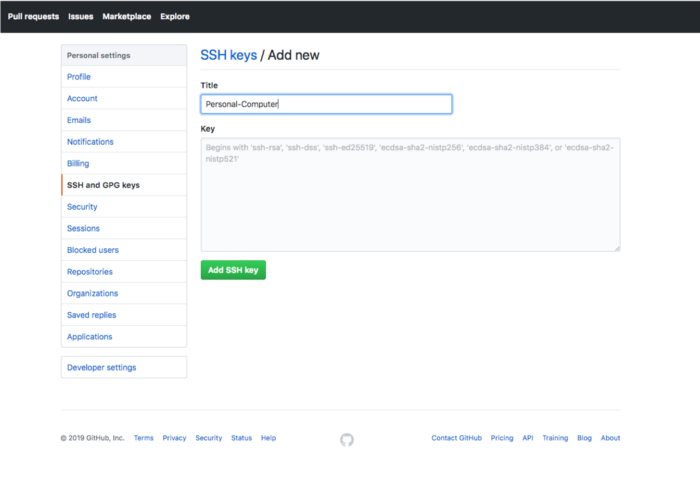 Pull requests Issues Marketplace Explore
Personal settings
Profile
Account
Emails
Notifications
Billing
SSH and GPG keys
Security
Sessions
Blocked users
Repositories
Organizations
Saved replies
Applications
Developer settings
SSH keys / Add new
Title
Personal-Computer
Key
Begins with 'ssh-rsa', 'ssh-dss', 'ssh-ed25519', 'ecdsa-sha2-nistp256', 'ecdsa-sha2-nistp384', or 'ecdsa-sha2-
nistp521'
Add SSH key
© 2019 GitHub, Inc. Terms Privacy Security Status Help Contact GitHub Pricing API Training Blog About